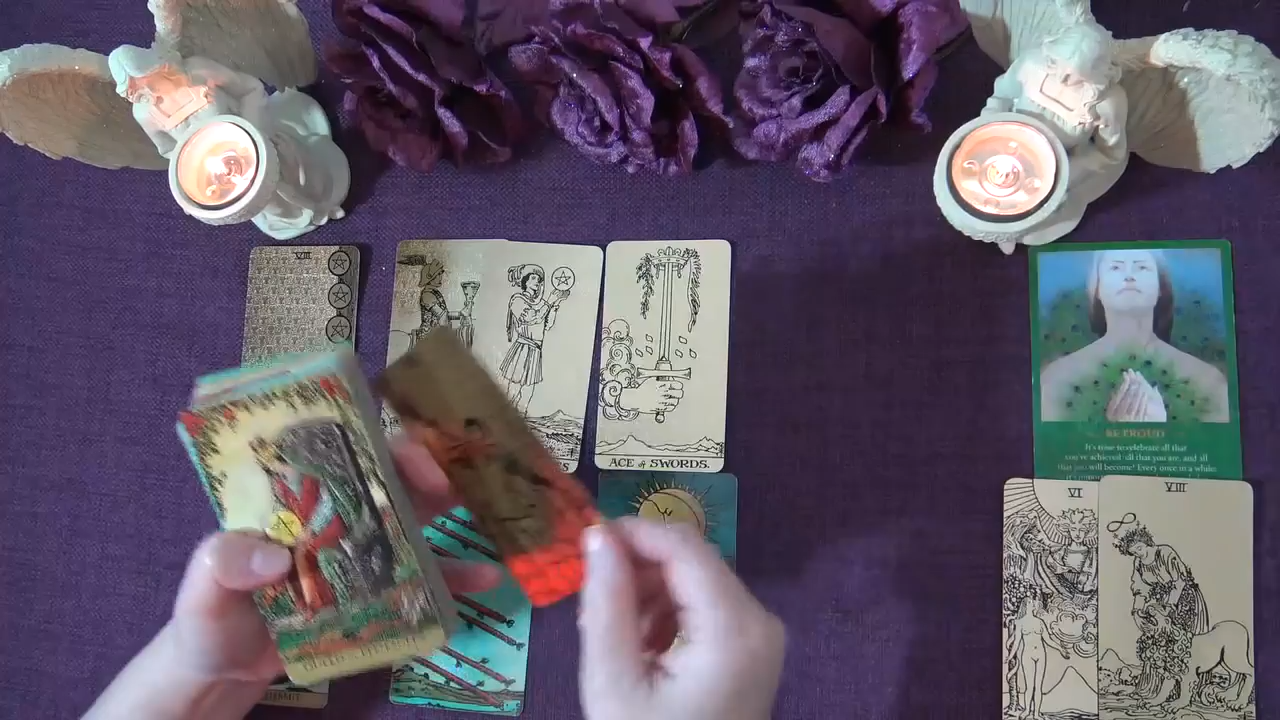 VIII
ACE of SWORDS.
BE PROUD
It's time to celebrate all that
you've achieved all that you are, and all
that you will become! Every once in a while
VI
VIII